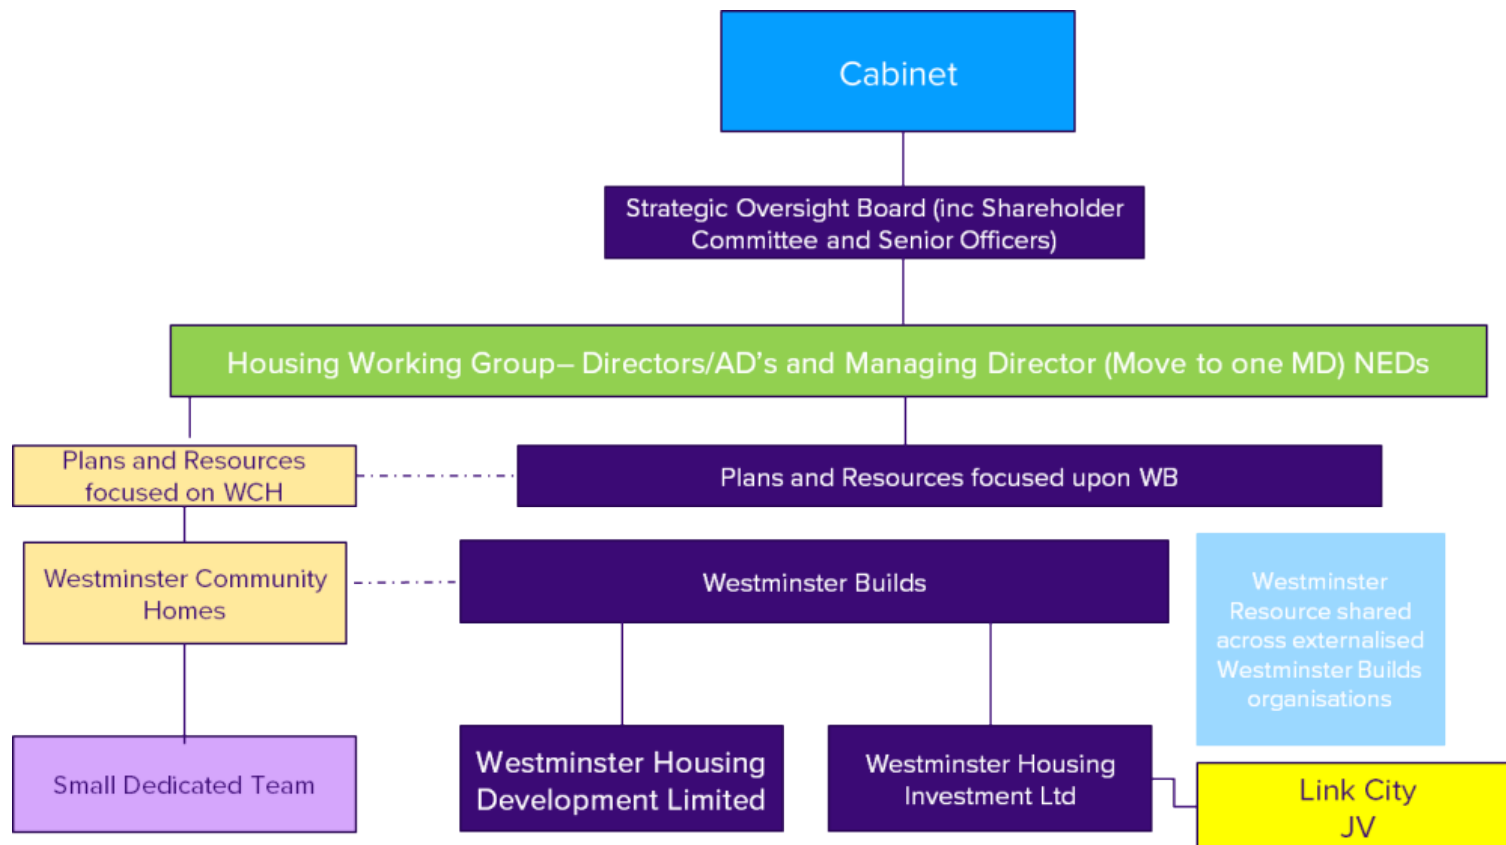 Cabinet
Strategic Oversight Board (inc Shareholder
Committee and Senior Officers)
Housing Working Group– Directors/AD's and Managing Director (Move to one MD) NEDs
Plans and Resources
focused on WCH
Plans and Resources focused upon WB
Westminster Community
Homes
Westminster Builds
Westminster
Resource shared
across externalised
Westminster Builds
organisations
Small Dedicated Team
Westminster Housing
Development Limited
Westminster Housing
Investment Ltd
Link City
JV